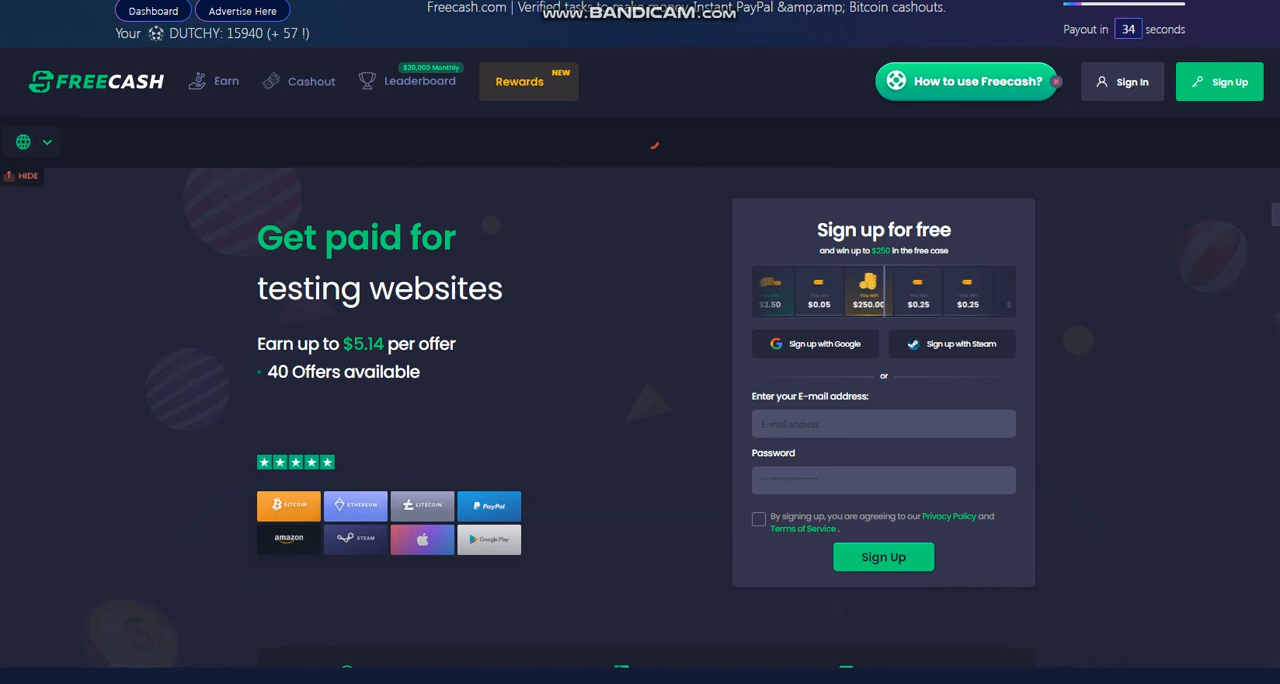 Dashboard
Advertise Here
Freecash.com | Verified tasks to make money. Instant PayPal &amp;amp; Bitcoin cashouts.
www.BANDICAM.com
Your DUTCHY: 15940 (+ 57 !)
Payout in 34 seconds
FREECASH
Earn
Cashout
$20,000 Monthly
Leaderboard
Rewards
NEW
How to use Freecash?
Sign In
Sign Up
HIDE
Get paid for
testing websites
Earn up to $5.14 per offer
40 Offers available
BITCOIN
ETHEREUM
LITECOIN
PayPal
amazon
STEAM
Google Play
Sign up for free
and win up to $250 in the free case
$2.50
$0.05
You win
$250.00
$0.25
$0.25
$
Sign up with Google
Sign up with Steam
or
Enter your E-mail address:
E-mail address
Password
By signing up, you are agreeing to our Privacy Policy and
Terms of Service .
Sign Up